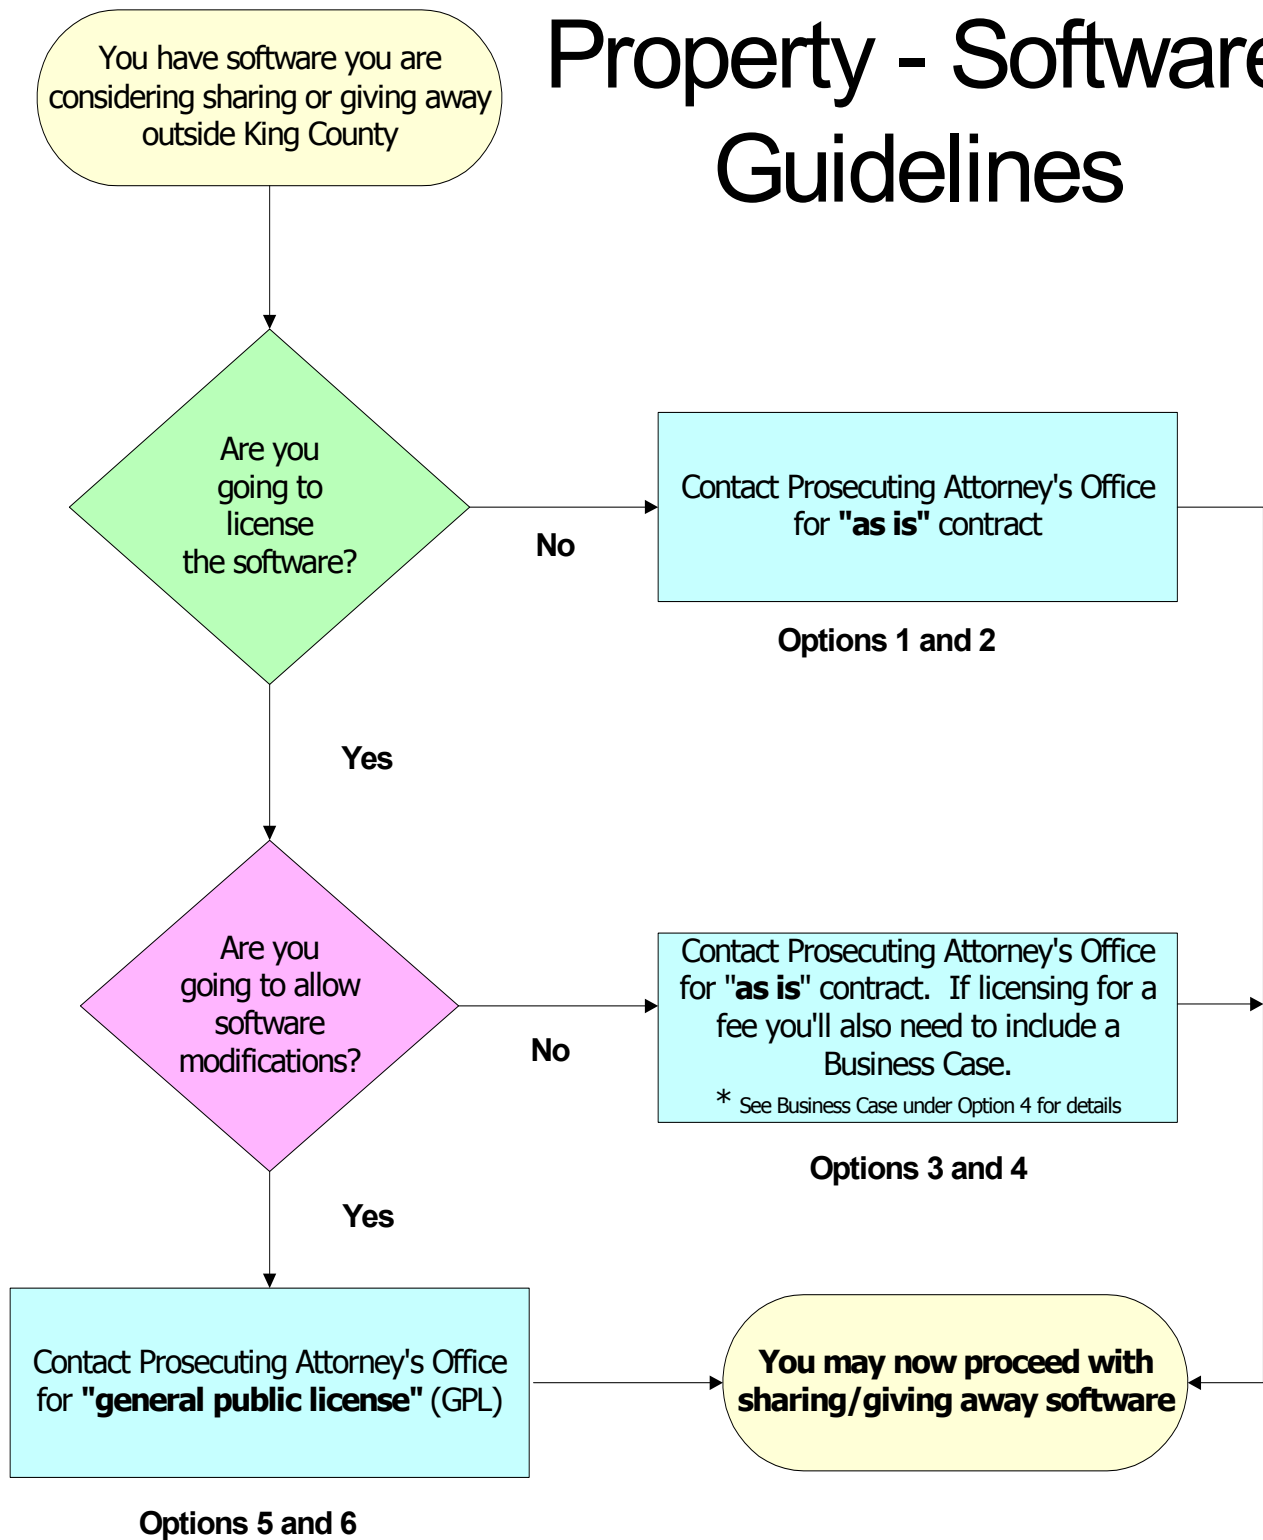 Property - Software
Guidelines
You have software you are
considering sharing or giving away
outside King County
Are you
going to
license
the software?
No
Contact Prosecuting Attorney's Office
for "as is" contract
Options 1 and 2
Yes
Are you
going to allow
software
modifications?
No
Contact Prosecuting Attorney's Office
for "as is" contract.  If licensing for a
fee you'll also need to include a
Business Case.
* See Business Case under Option 4 for details
Options 3 and 4
Yes
Contact Prosecuting Attorney's Office
for "general public license" (GPL)
Options 5 and 6
You may now proceed with
sharing/giving away software